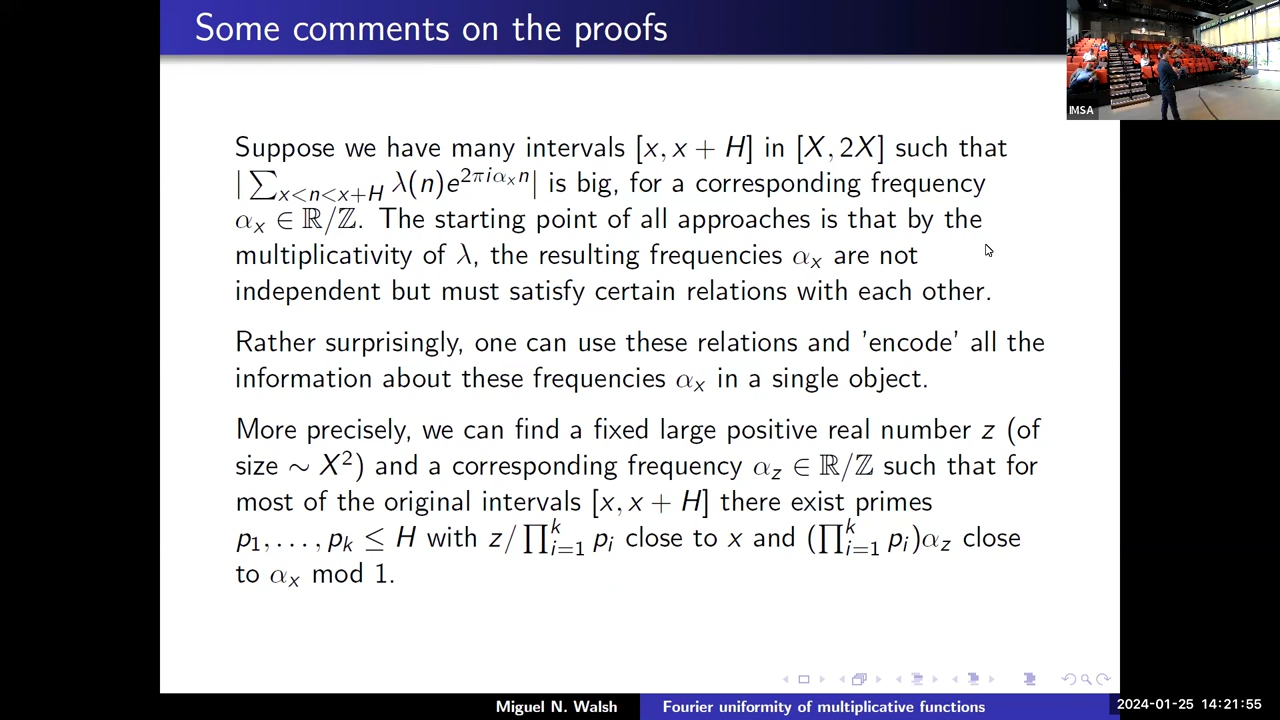 Some comments on the proofs
IMSA
Suppose we have many intervals [x, x + H] in [X, 2X] such that
|∑_{x<n<x+H} λ(n)e^{2πiα_x n}| is big, for a corresponding frequency
α_x ∈ ℝ/ℤ. The starting point of all approaches is that by the
multiplicativity of λ, the resulting frequencies α_x are not
independent but must satisfy certain relations with each other.
Rather surprisingly, one can use these relations and 'encode' all the
information about these frequencies α_x in a single object.
More precisely, we can find a fixed large positive real number z (of
size ∼ X²) and a corresponding frequency α_z ∈ ℝ/ℤ such that for
most of the original intervals [x, x + H] there exist primes
p_1, …, p_k ≤ H with z/∏_{i=1}^k p_i close to x and (∏_{i=1}^k p_i)α_z close
to α_x mod 1.
Miguel N. Walsh
Fourier uniformity of multiplicative functions
2024-01-25 14:21:55